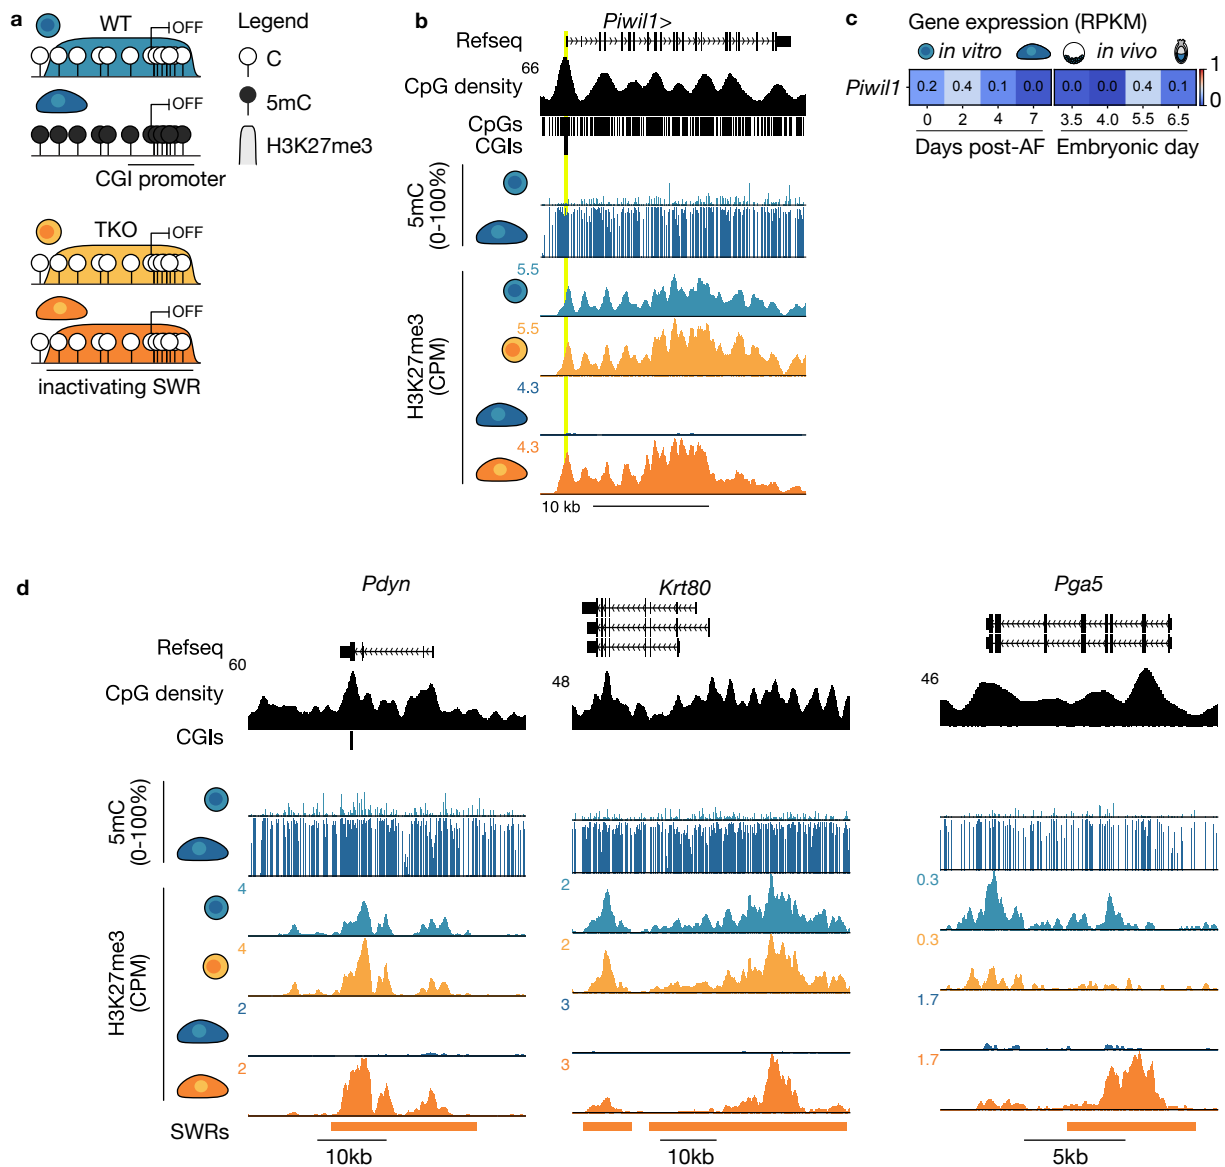 a
WT
OFF
OFF
CGI promoter
TKO
OFF
OFF
inactivating SWR
Legend
C
5mC
H3K27me3
b
Piwil1>
Refseq
66
CpG density
CpGs
CGIs
5mC
(0-100%)
H3K27me3
(CPM)
5.5
5.5
4.3
4.3
10 kb
c
Gene expression (RPKM)
in vitro
in vivo
1
0
Piwil1
0.2 0.4 0.1 0.0 0.0 0.0 0.4 0.1
0 2 4 7 3.5 4.0 5.5 6.5
Days post-AF Embryonic day
d
Pdyn Krt80 Pga5
Refseq
60 48 46
CpG density
CGIs
5mC
(0-100%)
H3K27me3
(CPM)
4 2 0.3
4 2 0.3
2 3 1.7
2 3 1.7
SWRs
10kb 10kb 5kb